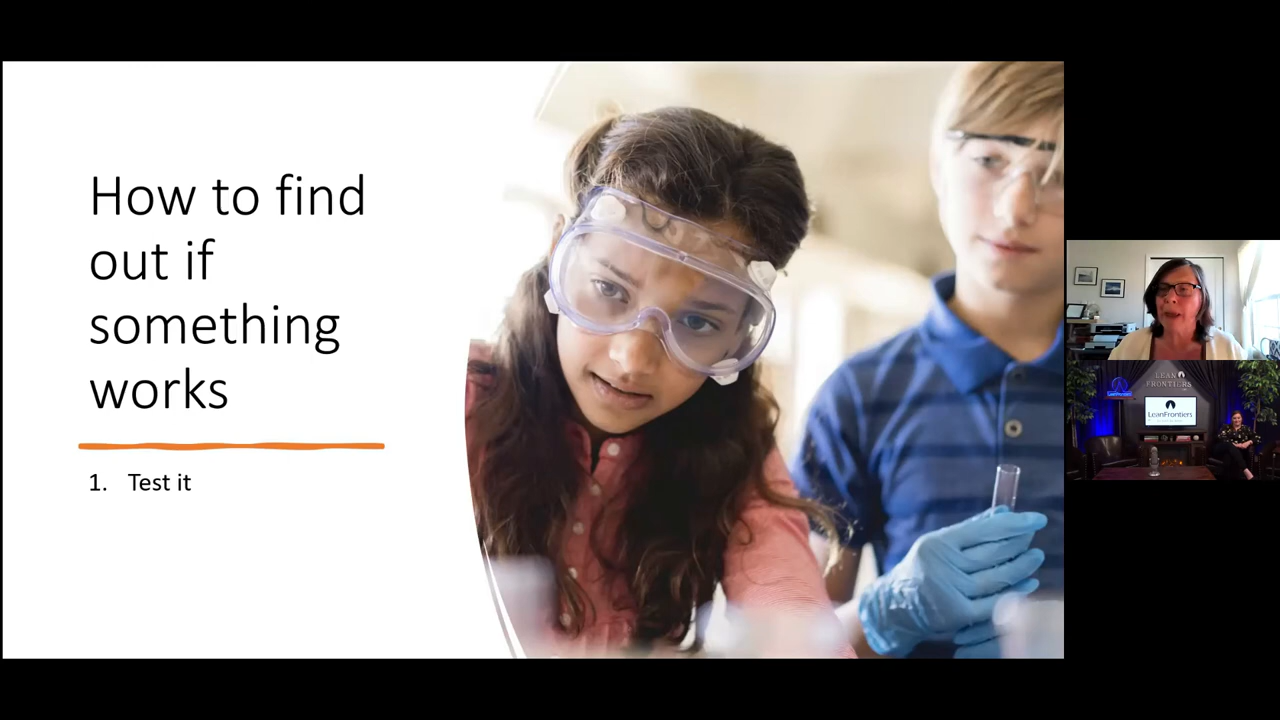 How to find
out if
something
works
1. Test it
LEAN
FRONTIERS
LeanFrontiers